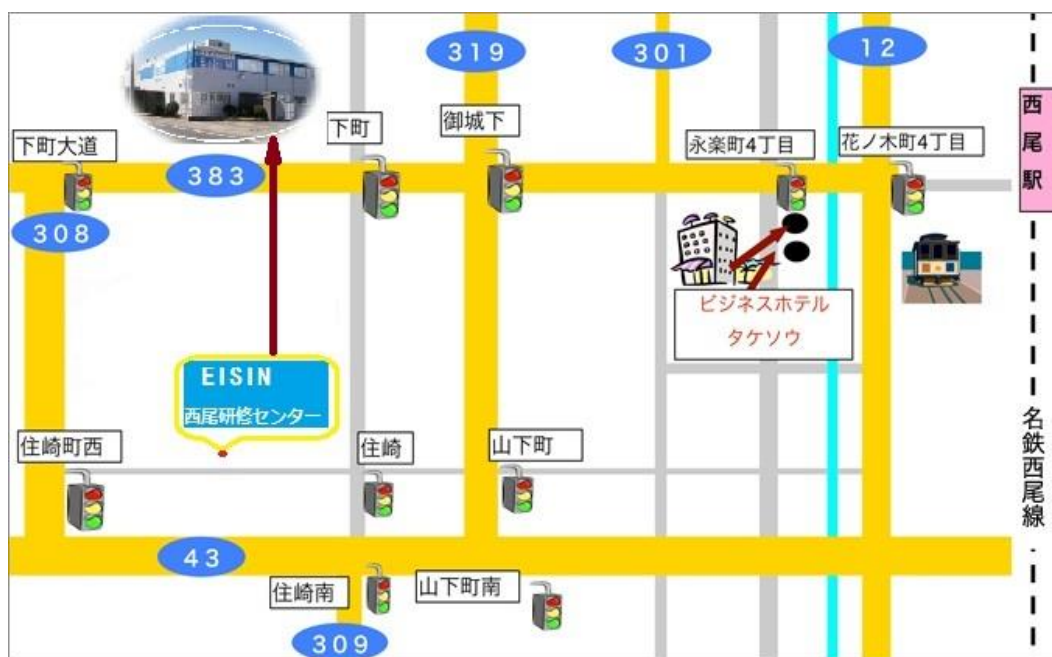 319
301
12
下町大道
下町
御城下
永楽町4丁目
花ノ木町4丁目
西尾駅
383
308
ビジネスホテル
タケソウ
EISIN
西尾研修センター
住崎町西
住崎
山下町
名鉄西尾線
43
住崎南
山下町南
309